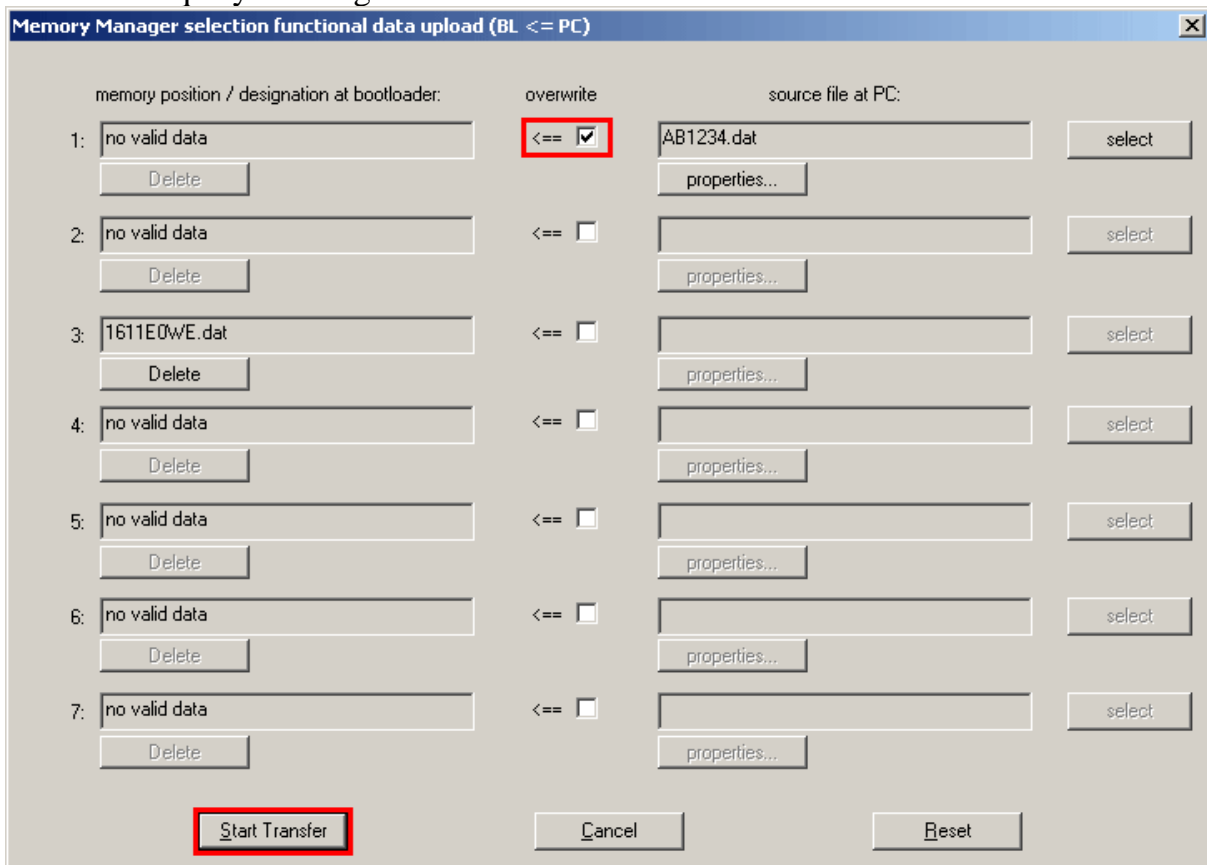 Memory Manager selection functional data upload (BL <= PC)
memory position / designation at bootloader: overwrite source file at PC:
1: no valid data <== AB1234.dat select
Delete properties...
2: no valid data <== select
Delete properties...
3: 1611E0WE.dat <== select
Delete properties...
4: no valid data <== select
Delete properties...
5: no valid data <== select
Delete properties...
6: no valid data <== select
Delete properties...
7: no valid data <== select
Delete properties...
Start Transfer Cancel Reset